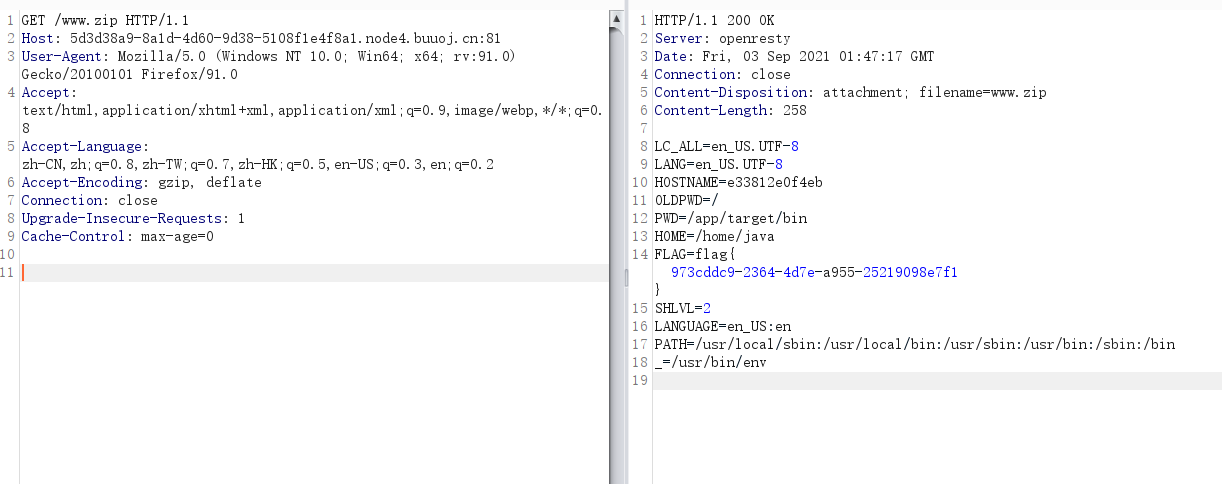 1 GET /www.zip HTTP/1.1
2 Host: 5d3d38a9-8a1d-4d60-9d38-5108f1e4f8a1.node4.buuoj.cn:81
3 User-Agent: Mozilla/5.0 (Windows NT 10.0; Win64; x64; rv:91.0)
Gecko/20100101 Firefox/91.0
4 Accept:
text/html,application/xhtml+xml,application/xml;q=0.9,image/webp,*/*;q=0.
8
5 Accept-Language:
zh-CN,zh;q=0.8,zh-TW;q=0.7,zh-HK;q=0.5,en-US;q=0.3,en;q=0.2
6 Accept-Encoding: gzip, deflate
7 Connection: close
8 Upgrade-Insecure-Requests: 1
9 Cache-Control: max-age=0
10
11
1 HTTP/1.1 200 OK
2 Server: openresty
3 Date: Fri, 03 Sep 2021 01:47:17 GMT
4 Connection: close
5 Content-Disposition: attachment; filename=www.zip
6 Content-Length: 258
7
8 LC_ALL=en_US.UTF-8
9 LANG=en_US.UTF-8
10 HOSTNAME=e33812e0f4eb
11 OLDPWD=/
12 PWD=/app/target/bin
13 HOME=/home/java
14 FLAG=flag{
973cddc9-2364-4d7e-a955-25219098e7f1
}
15 SHLVL=2
16 LANGUAGE=en_US:en
17 PATH=/usr/local/sbin:/usr/local/bin:/usr/sbin:/usr/bin:/sbin:/bin
18 _=/usr/bin/env
19